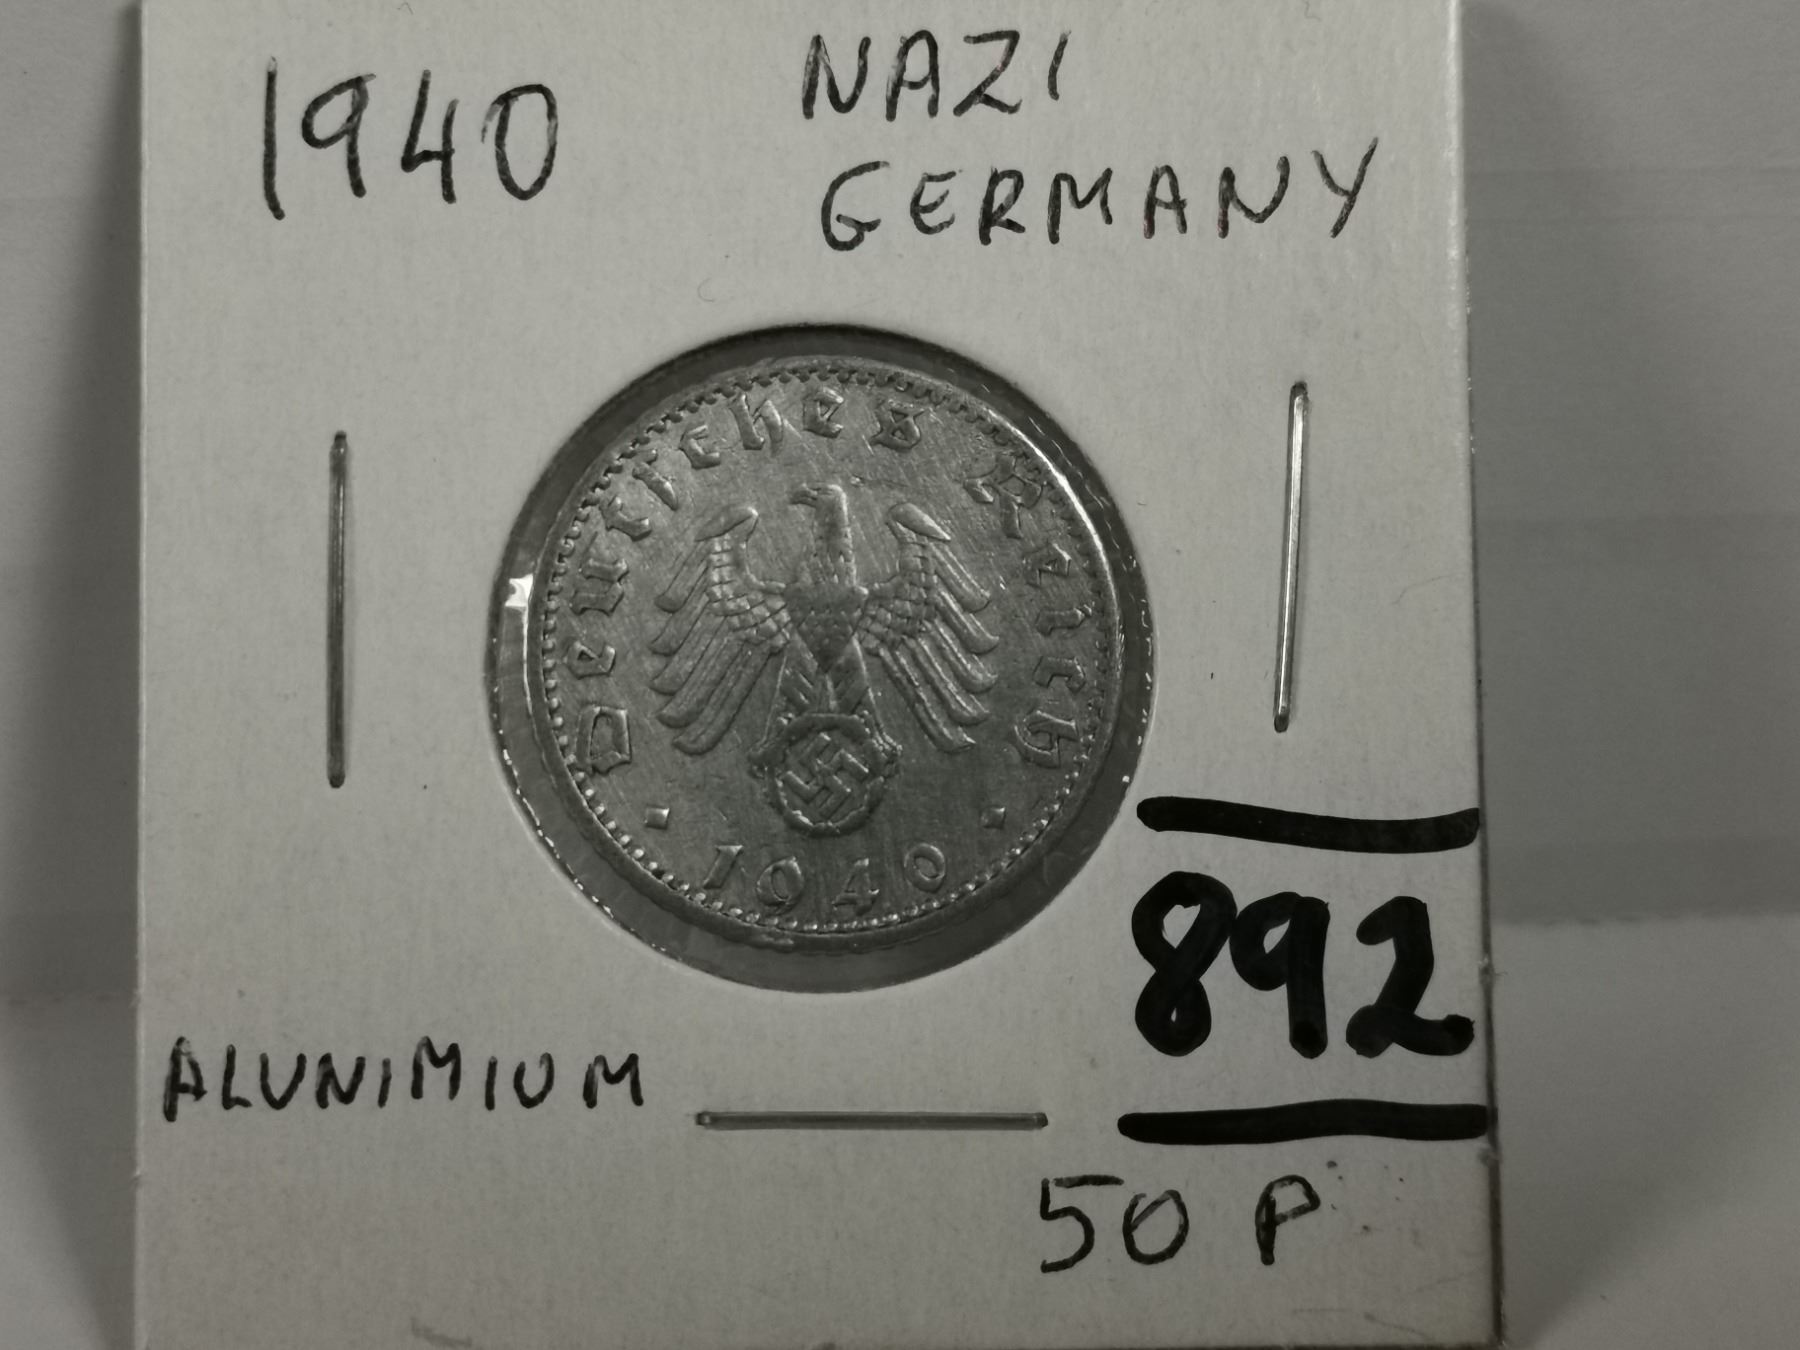 1940
NAZI
GERMANY
Deutsches Reich
1940
892
ALUNIMIUM
50 P